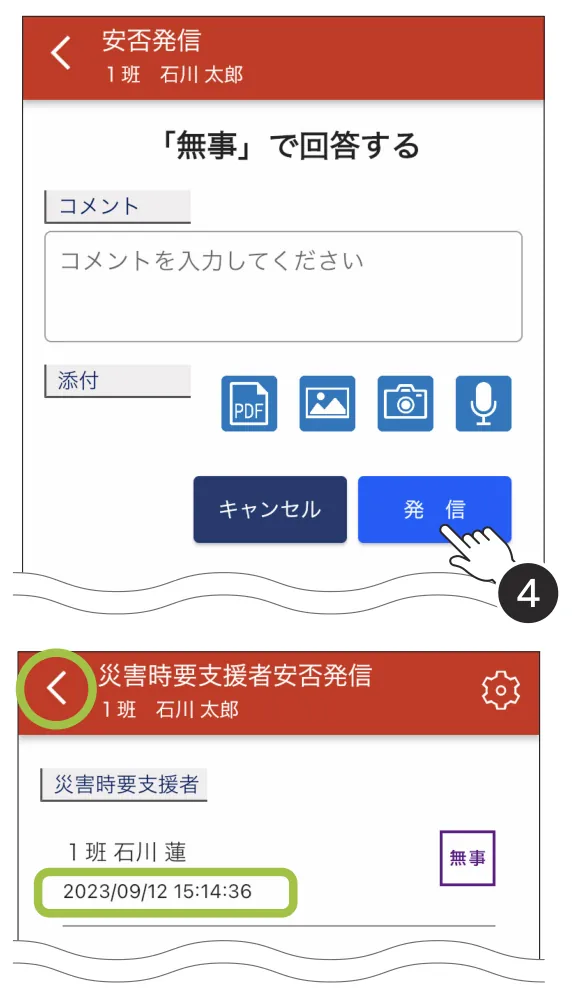 安否発信
1班　石川 太郎
「無事」で回答する
コメント
コメントを入力してください
添付
PDF
キャンセル　発　信
4
災害時要支援者安否発信
1班　石川 太郎
災害時要支援者
1班 石川 蓮
無事
2023/09/12 15:14:36